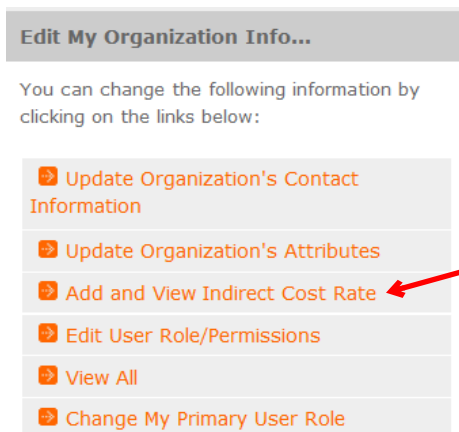 Edit My Organization Info...
You can change the following information by
clicking on the links below:
Update Organization's Contact
Information
Update Organization's Attributes
Add and View Indirect Cost Rate
Edit User Role/Permissions
View All
Change My Primary User Role